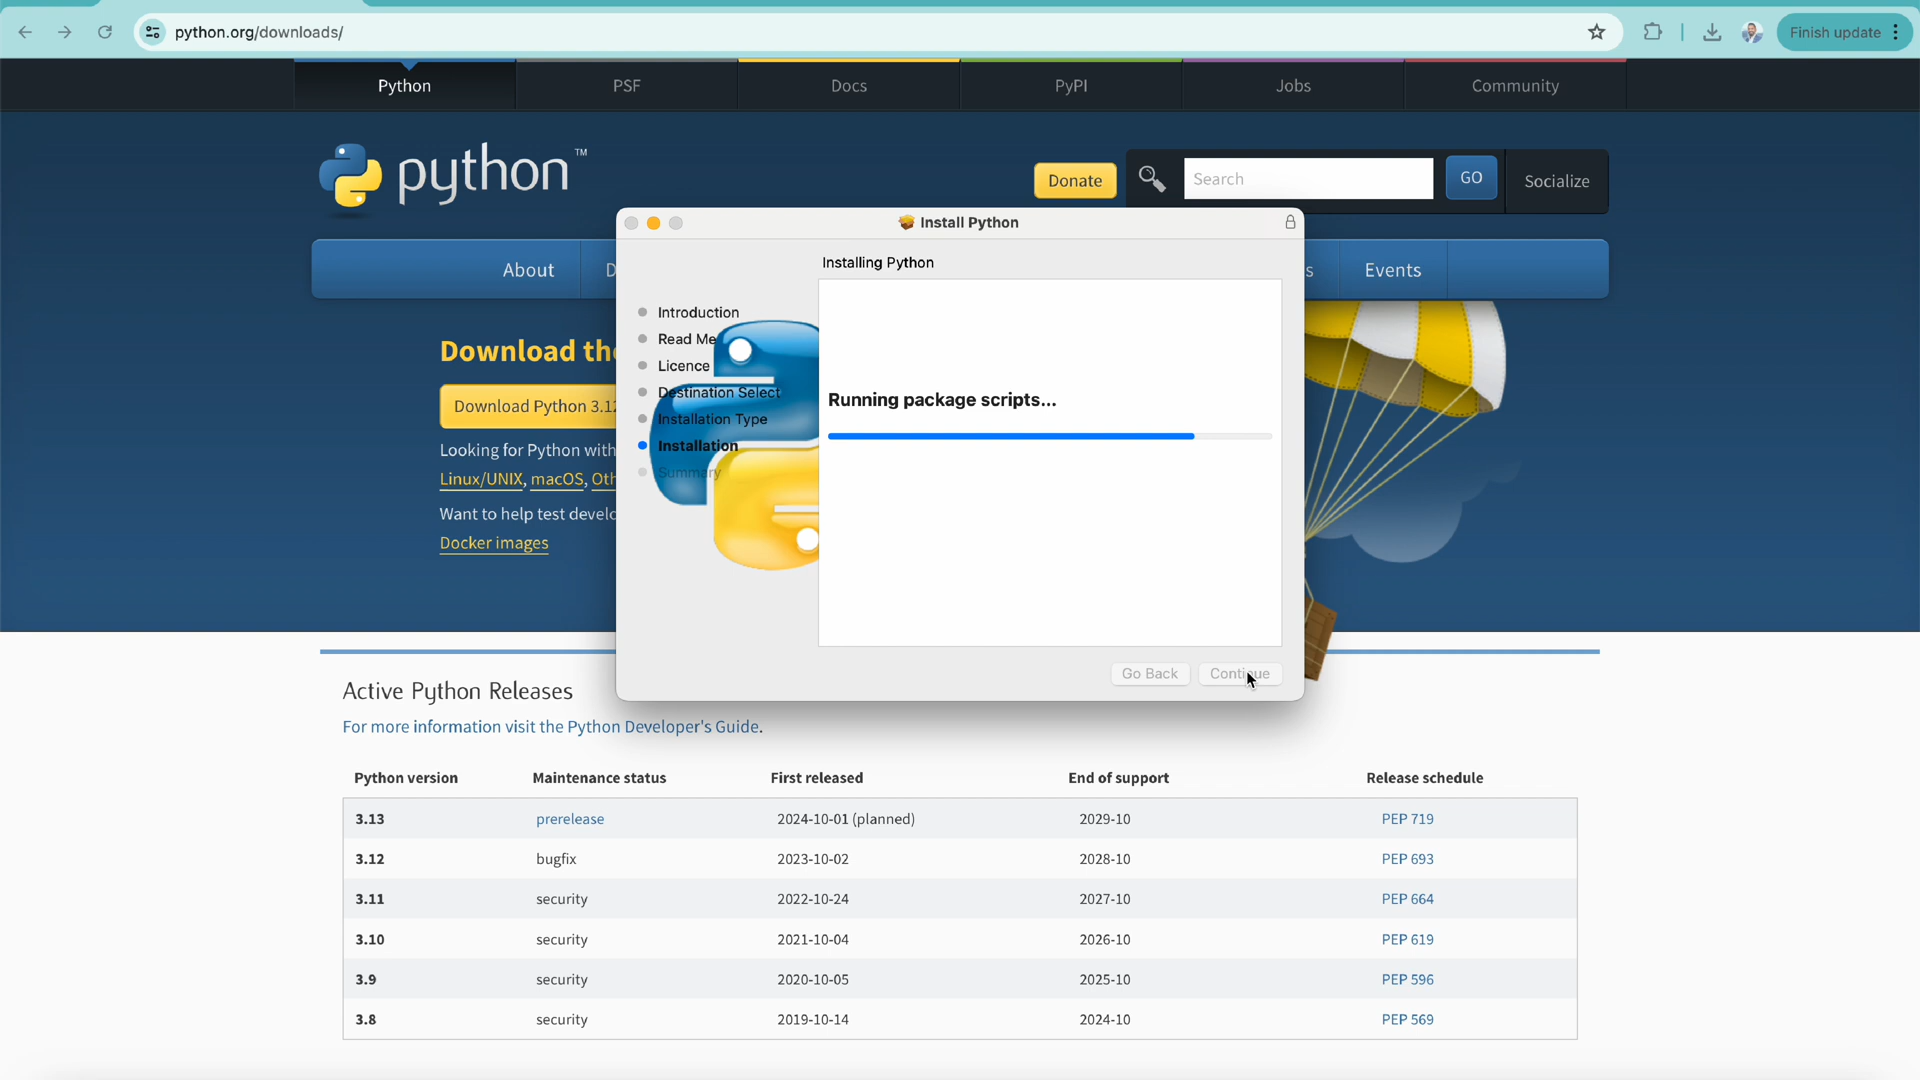 python.org/downloads/
Finish update
Python
PSF
Docs
PyPI
Jobs
Community
python™
Donate
Search
GO
Socialize
About
D
s
Events
Install Python
Installing Python
Introduction
Read Me
Licence
Destination Select
Installation Type
Installation
Summary
Running package scripts...
Go Back
Continue
Download the
Download Python 3.12
Looking for Python with
Linux/UNIX, macOS, Oth
Want to help test develo
Docker images
Active Python Releases
For more information visit the Python Developer's Guide.
Python version Maintenance status First released End of support Release schedule
3.13 prerelease 2024-10-01 (planned) 2029-10 PEP 719
3.12 bugfix 2023-10-02 2028-10 PEP 693
3.11 security 2022-10-24 2027-10 PEP 664
3.10 security 2021-10-04 2026-10 PEP 619
3.9 security 2020-10-05 2025-10 PEP 596
3.8 security 2019-10-14 2024-10 PEP 569